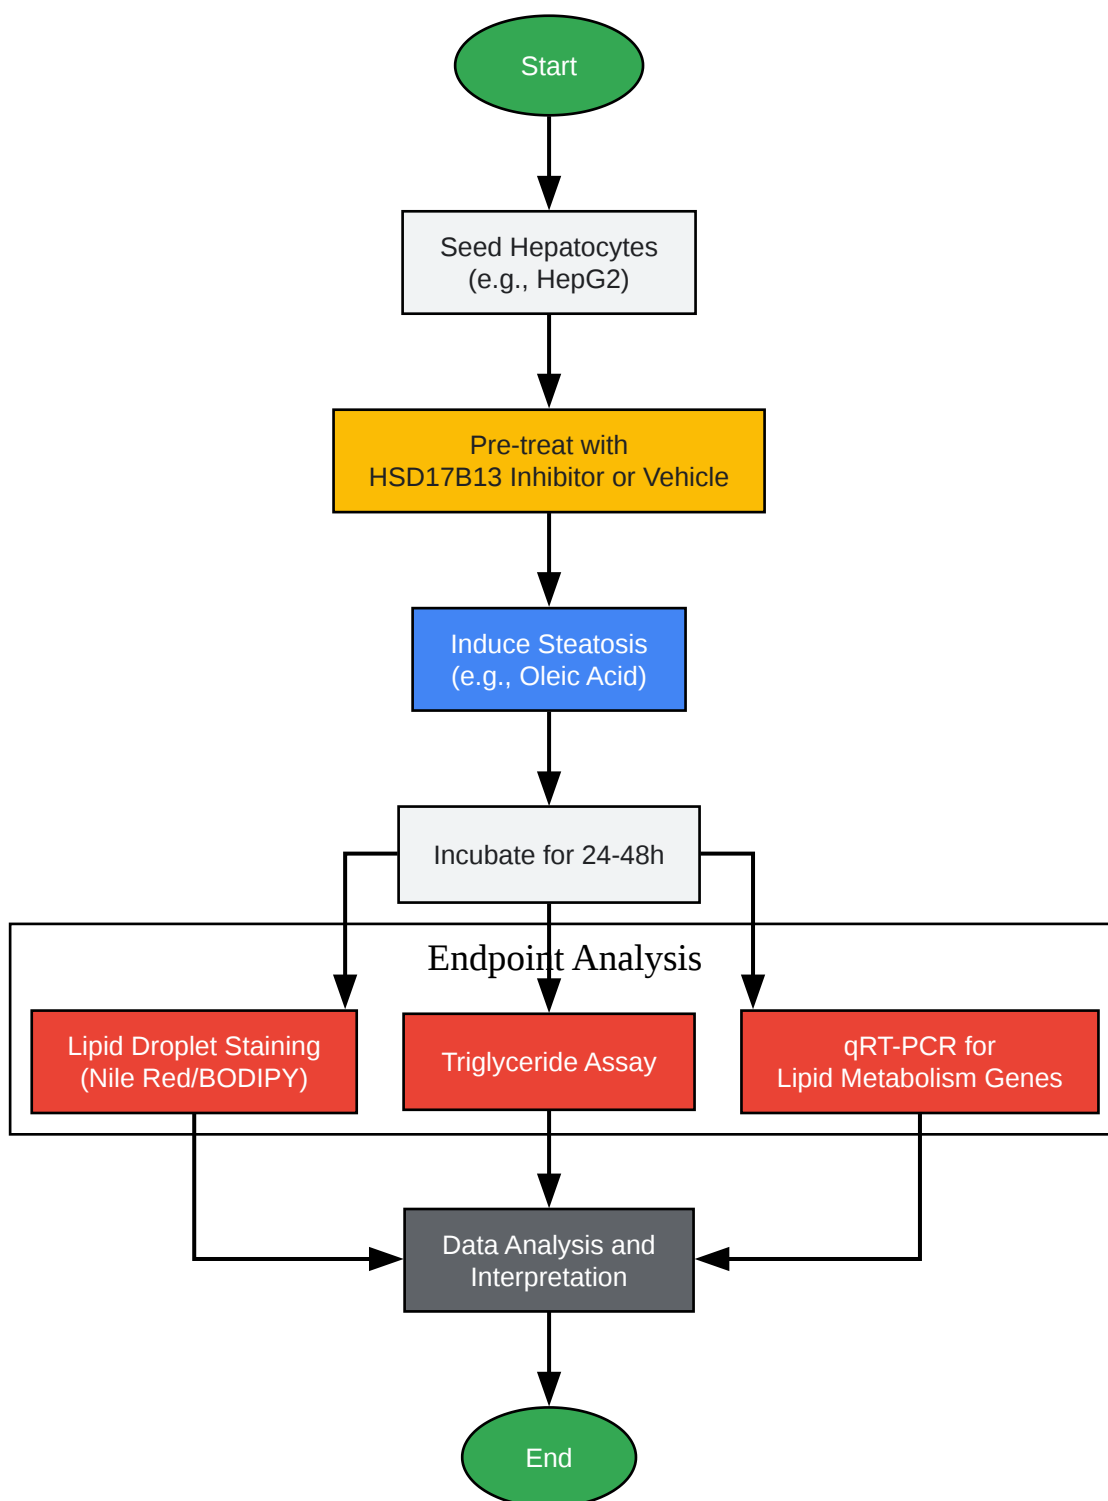 Start
Seed Hepatocytes
(e.g., HepG2)
Pre-treat with
HSD17B13 Inhibitor or Vehicle
Induce Steatosis
(e.g., Oleic Acid)
Incubate for 24-48h
Endpoint Analysis
Lipid Droplet Staining
(Nile Red/BODIPY)
Triglyceride Assay
qRT-PCR for
Lipid Metabolism Genes
Data Analysis and
Interpretation
End